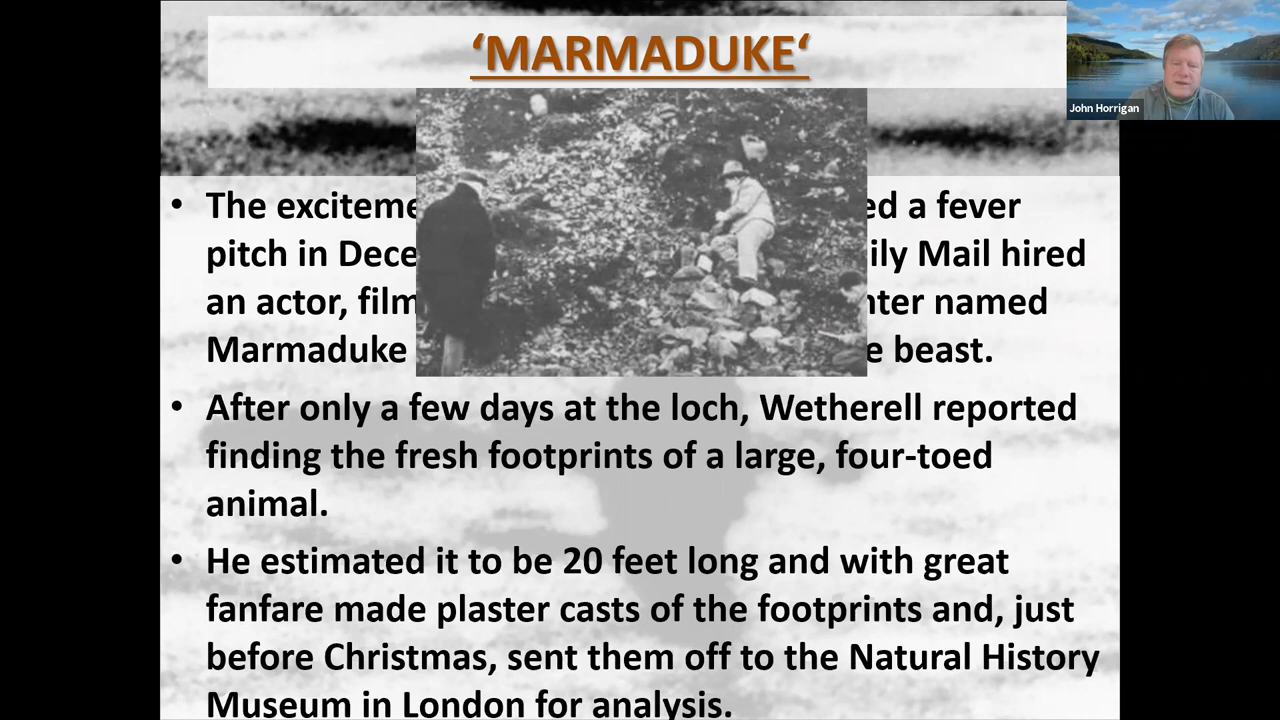 ‘MARMADUKE‘
John Horrigan
• The exciteme ed a fever
pitch in Dece ily Mail hired
an actor, film nter named
Marmaduke e beast.
• After only a few days at the loch, Wetherell reported
finding the fresh footprints of a large, four-toed
animal.
• He estimated it to be 20 feet long and with great
fanfare made plaster casts of the footprints and, just
before Christmas, sent them off to the Natural History
Museum in London for analysis.